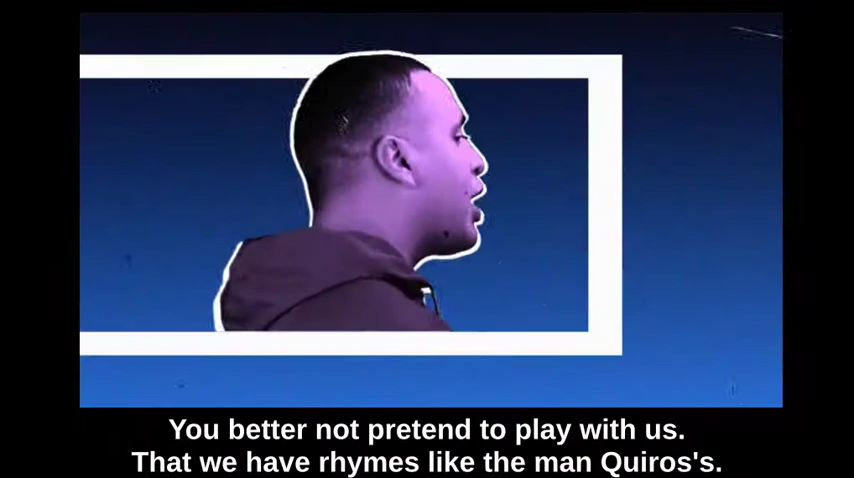 You better not pretend to play with us.
That we have rhymes like the man Quiros's.